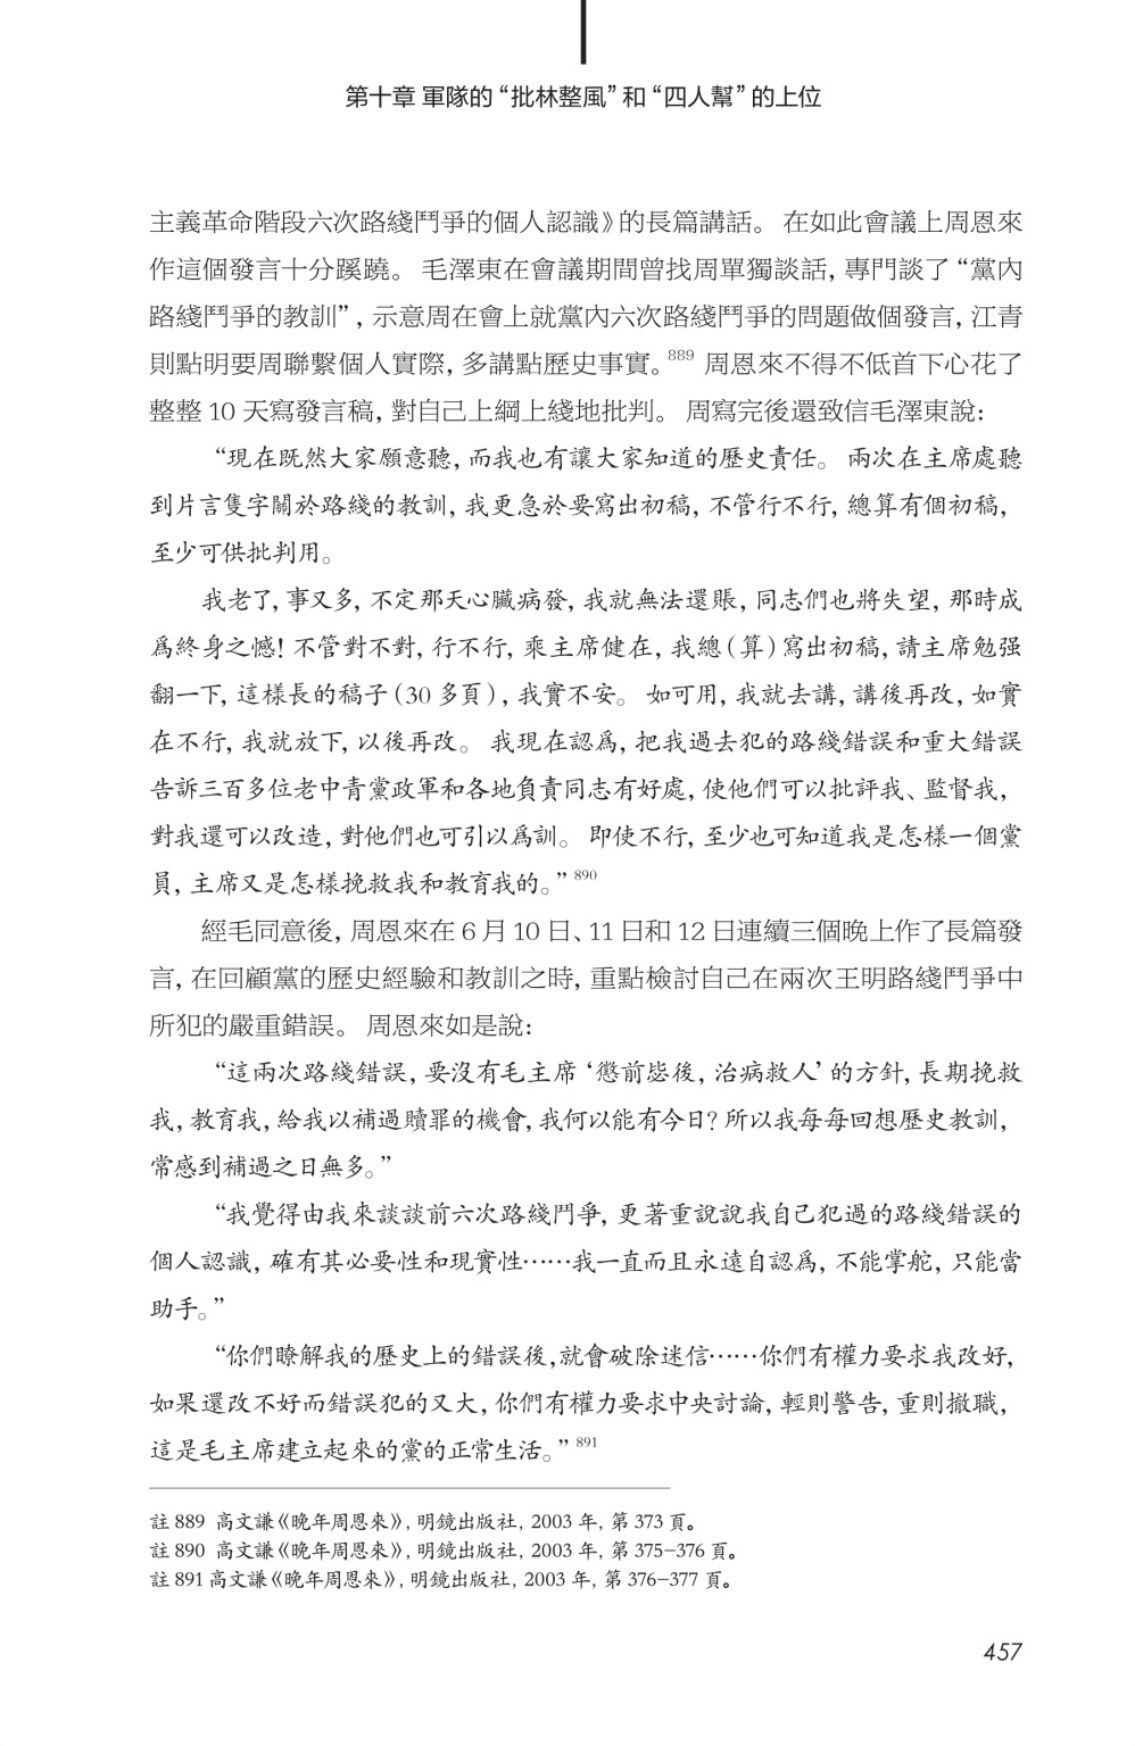 第十章 軍隊的“批林整風”和“四人幫”的上位
主義革命階段六次路綫鬥爭的個人認識》的長篇講話。 在如此會議上周恩來
作這個發言十分蹊蹺。 毛澤東在會議期間曾找周單獨談話, 專門談了“黨內
路綫鬥爭的教訓”, 示意周在會上就黨內六次路綫鬥爭的問題做個發言, 江青
則點明要周聯繫個人實際, 多講點歷史事實。889 周恩來不得不低首下心花了
整整 10 天寫發言稿, 對自己上綱上綫地批判。 周寫完後還致信毛澤東說:
“現在既然大家願意聽, 而我也有讓大家知道的歷史責任。 兩次在主席處聽
到片言隻字關於路綫的教訓, 我更急於要寫出初稿, 不管行不行, 總算有個初稿,
至少可供批判用。
我老了, 事又多, 不定那天心臟病發, 我就無法還賬, 同志們也將失望, 那時成
爲終身之憾! 不管對不對, 行不行, 乘主席健在, 我總(算)寫出初稿, 請主席勉强
翻一下, 這樣長的稿子(30 多頁), 我實不安。 如可用, 我就去講, 講後再改, 如實
在不行, 我就放下, 以後再改。 我現在認爲, 把我過去犯的路綫錯誤和重大錯誤
告訴三百多位老中青黨政軍和各地負責同志有好處, 使他們可以批評我、監督我,
對我還可以改造, 對他們也可引以爲訓。 即使不行, 至少也可知道我是怎樣一個黨
員, 主席又是怎樣挽救我和教育我的。”890
經毛同意後, 周恩來在 6 月 10 日、11 日和 12 日連續三個晚上作了長篇發
言, 在回顧黨的歷史經驗和教訓之時, 重點檢討自己在兩次王明路綫鬥爭中
所犯的嚴重錯誤。 周恩來如是說:
“這兩次路綫錯誤, 要沒有毛主席‘懲前毖後, 治病救人’的方針, 長期挽救
我, 教育我, 給我以補過贖罪的機會, 我何以能有今日? 所以我每每回想歷史教訓,
常感到補過之日無多。”
“我覺得由我來談談前六次路綫鬥爭, 更著重說說我自己犯過的路綫錯誤的
個人認識, 確有其必要性和現實性⋯⋯我一直而且永遠自認爲, 不能掌舵, 只能當
助手。”
“你們瞭解我的歷史上的錯誤後,就會破除迷信⋯⋯你們有權力要求我改好,
如果還改不好而錯誤犯的又大, 你們有權力要求中央討論, 輕則警告, 重則撤職,
這是毛主席建立起來的黨的正常生活。”891
註 889 高文謙《晚年周恩來》, 明鏡出版社, 2003 年, 第 373 頁。
註 890 高文謙《晚年周恩來》, 明鏡出版社, 2003 年, 第 375–376 頁。
註 891 高文謙《晚年周恩來》, 明鏡出版社, 2003 年, 第 376–377 頁。
457